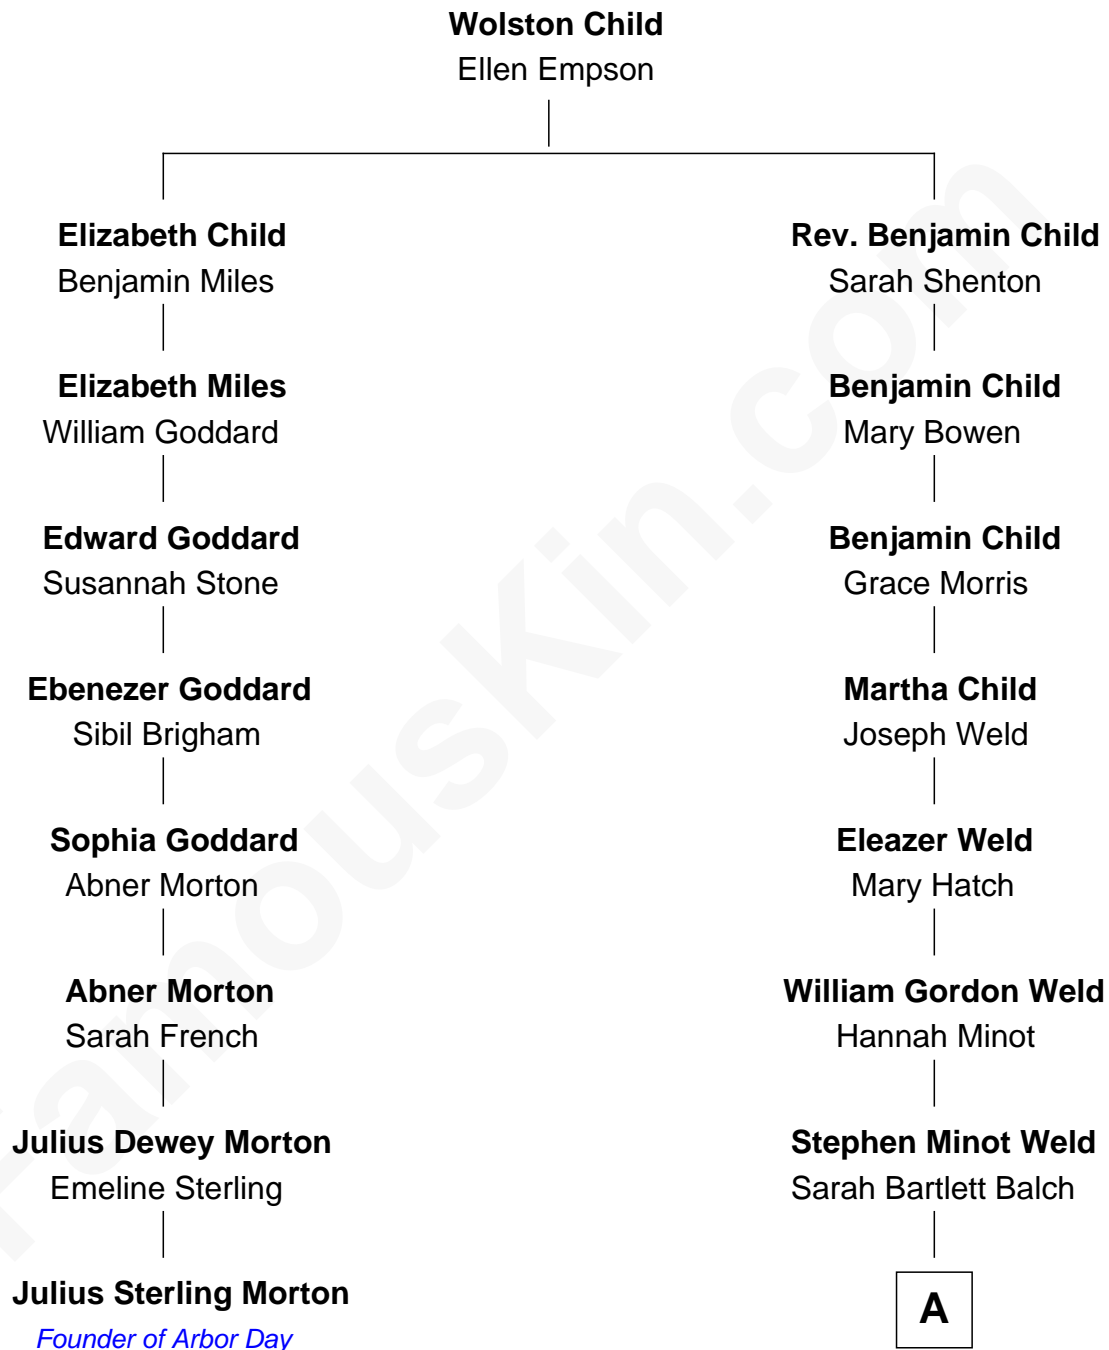 Wolston Child
Ellen Empson
Elizabeth Child
Benjamin Miles
Rev. Benjamin Child
Sarah Shenton
Elizabeth Miles
William Goddard
Benjamin Child
Mary Bowen
Edward Goddard
Susannah Stone
Benjamin Child
Grace Morris
Ebenezer Goddard
Sibil Brigham
Martha Child
Joseph Weld
Sophia Goddard
Abner Morton
Eleazer Weld
Mary Hatch
Abner Morton
Sarah French
William Gordon Weld
Hannah Minot
Julius Dewey Morton
Emeline Sterling
Stephen Minot Weld
Sarah Bartlett Balch
Julius Sterling Morton
Founder of Arbor Day
A
FamousKin.com